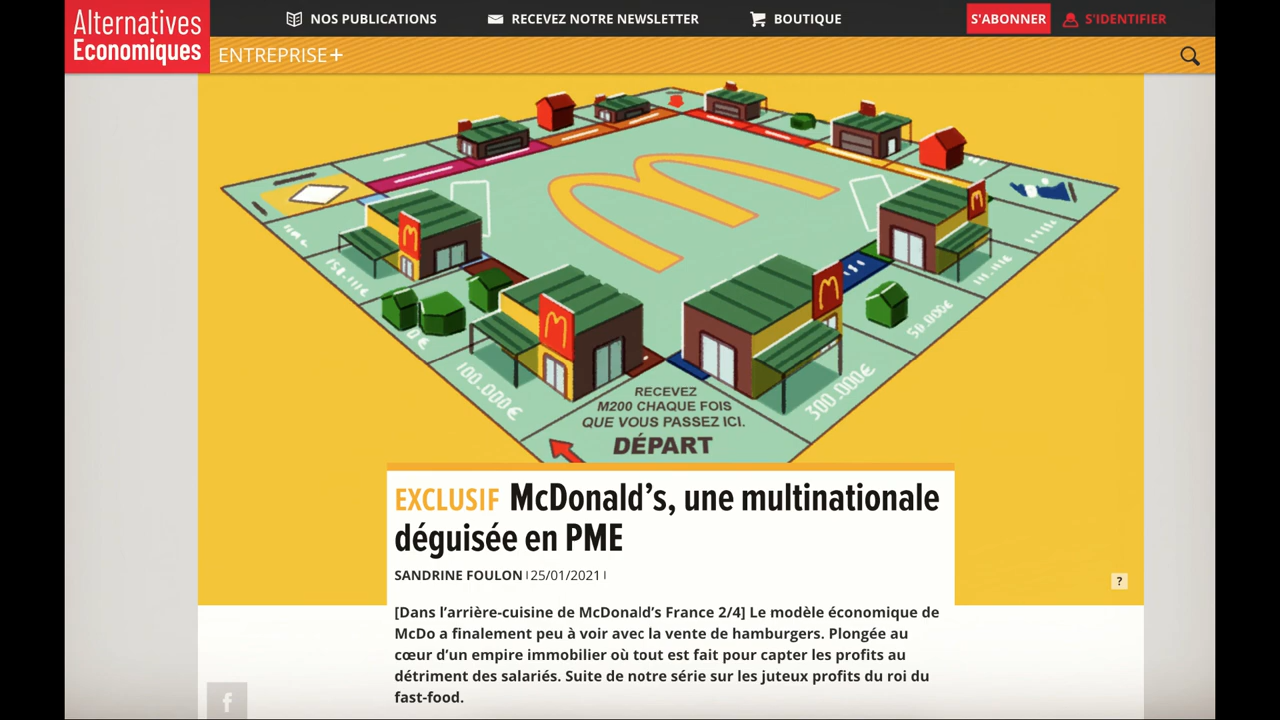 Alternatives
Economiques
NOS PUBLICATIONS
RECEVEZ NOTRE NEWSLETTER
BOUTIQUE
S'ABONNER
S'IDENTIFIER
ENTREPRISE+
100.000€
50.000€
300.000€
RECEVEZ
M200 CHAQUE FOIS
QUE VOUS PASSEZ ICI.
DÉPART
EXCLUSIF McDonald’s, une multinationale
déguisée en PME
SANDRINE FOULON | 25/01/2021 |
?
[Dans l’arrière-cuisine de McDonald’s France 2/4] Le modèle économique de
McDo a finalement peu à voir avec la vente de hamburgers. Plongée au
cœur d’un empire immobilier où tout est fait pour capter les profits au
détriment des salariés. Suite de notre série sur les juteux profits du roi du
fast-food.